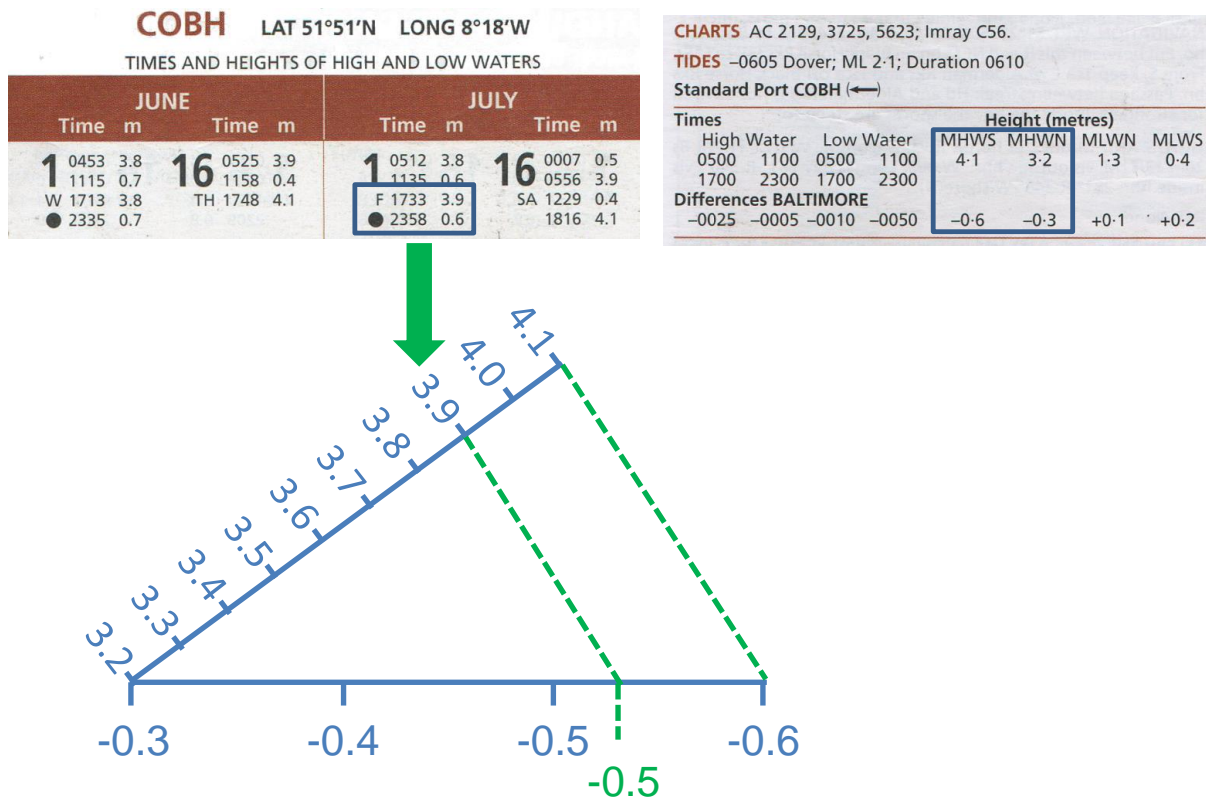 COBH LAT 51°51'N LONG 8°18'W
TIMES AND HEIGHTS OF HIGH AND LOW WATERS
JUNE JULY
Time m Time m Time m Time m
1 0453 3.8 16 0525 3.9 1 0512 3.8 16 0007 0.5
1115 0.7 1158 0.4 1135 0.6 0556 3.9
W 1713 3.8 TH 1748 4.1 F 1733 3.9 SA 1229 0.4
2335 0.7 2358 0.6 1816 4.1
CHARTS AC 2129, 3725, 5623; Imray C56.
TIDES –0605 Dover; ML 2·1; Duration 0610
Standard Port COBH (←)
Times Height (metres)
High Water Low Water MHWS MHWN MLWN MLWS
0500 1100 0500 1100 4·1 3·2 1·3 0·4
1700 2300 1700 2300
Differences BALTIMORE
–0025 –0005 –0010 –0050 –0·6 –0·3 +0·1 +0·2
4.1
4.0
3.9
3.8
3.7
3.6
3.5
3.4
3.3
3.2
-0.3 -0.4 -0.5 -0.6
-0.5